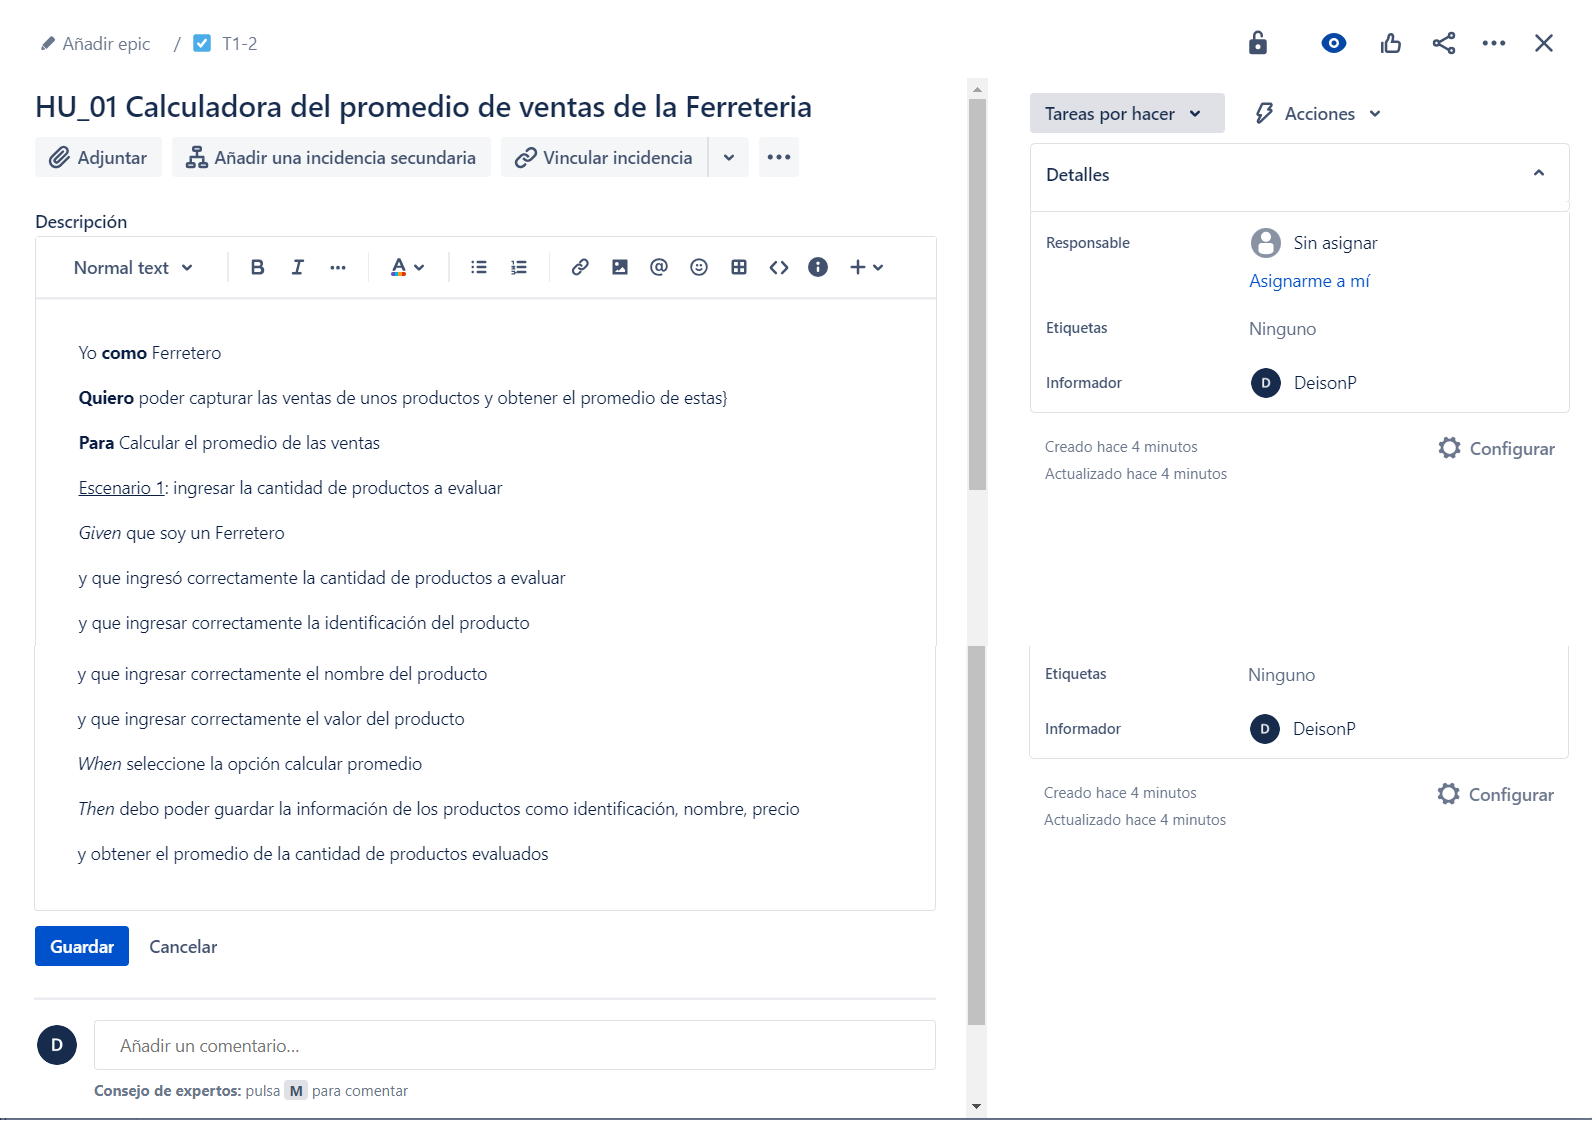 Añadir epic / T1-2
HU_01 Calculadora del promedio de ventas de la Ferreteria
Adjuntar Añadir una incidencia secundaria Vincular incidencia
Descripción
Normal text B I A
Yo como Ferretero
Quiero poder capturar las ventas de unos productos y obtener el promedio de estas}
Para Calcular el promedio de las ventas
Escenario 1: ingresar la cantidad de productos a evaluar
Given que soy un Ferretero
y que ingresó correctamente la cantidad de productos a evaluar
y que ingresar correctamente la identificación del producto
y que ingresar correctamente el nombre del producto
y que ingresar correctamente el valor del producto
When seleccione la opción calcular promedio
Then debo poder guardar la información de los productos como identificación, nombre, precio
y obtener el promedio de la cantidad de productos evaluados
Guardar Cancelar
D Añadir un comentario...
Consejo de expertos: pulsa M para comentar
Tareas por hacer Acciones
Detalles
Responsable Sin asignar
Asignarme a mí
Etiquetas Ninguno
Informador D DeisonP
Creado hace 4 minutos Configurar
Actualizado hace 4 minutos
Etiquetas Ninguno
Informador D DeisonP
Creado hace 4 minutos Configurar
Actualizado hace 4 minutos